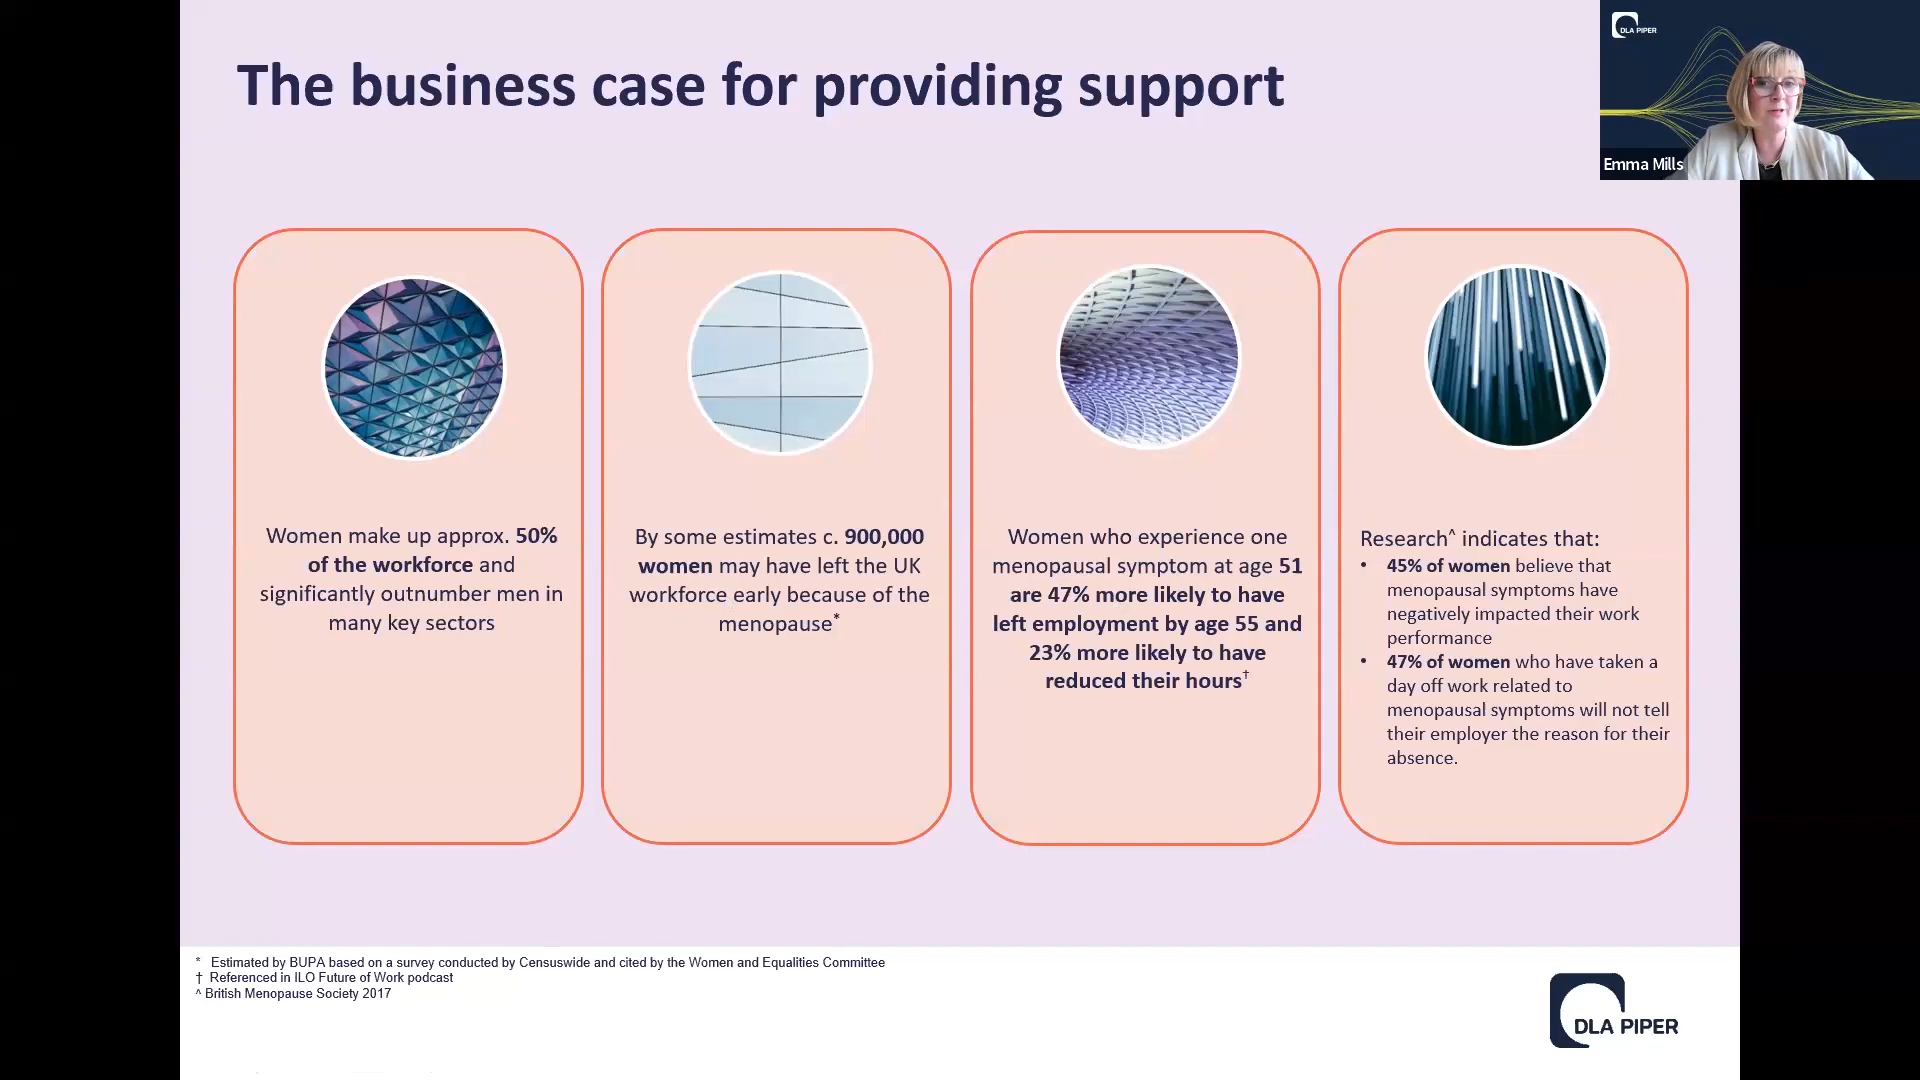 The business case for providing support
DLA PIPER
Emma Mills
Women make up approx. 50%
of the workforce and
significantly outnumber men in
many key sectors
By some estimates c. 900,000
women may have left the UK
workforce early because of the
menopause*
Women who experience one
menopausal symptom at age 51
are 47% more likely to have
left employment by age 55 and
23% more likely to have
reduced their hours†
Research^ indicates that:
• 45% of women believe that
menopausal symptoms have
negatively impacted their work
performance
• 47% of women who have taken a
day off work related to
menopausal symptoms will not tell
their employer the reason for their
absence.
* Estimated by BUPA based on a survey conducted by Censuswide and cited by the Women and Equalities Committee
† Referenced in ILO Future of Work podcast
^ British Menopause Society 2017
DLA PIPER